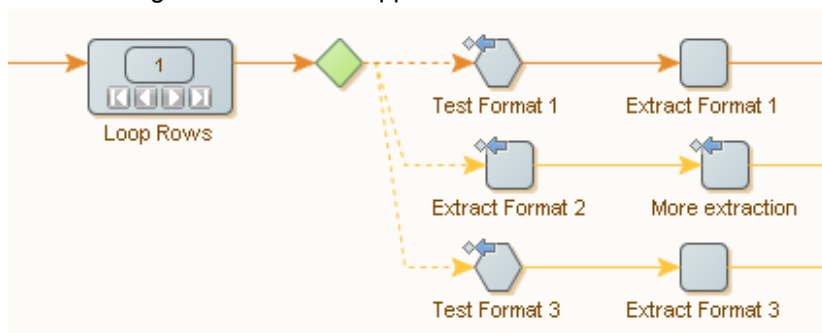 1
Loop Rows
Test Format 1
Extract Format 1
Extract Format 2
More extraction
Test Format 3
Extract Format 3